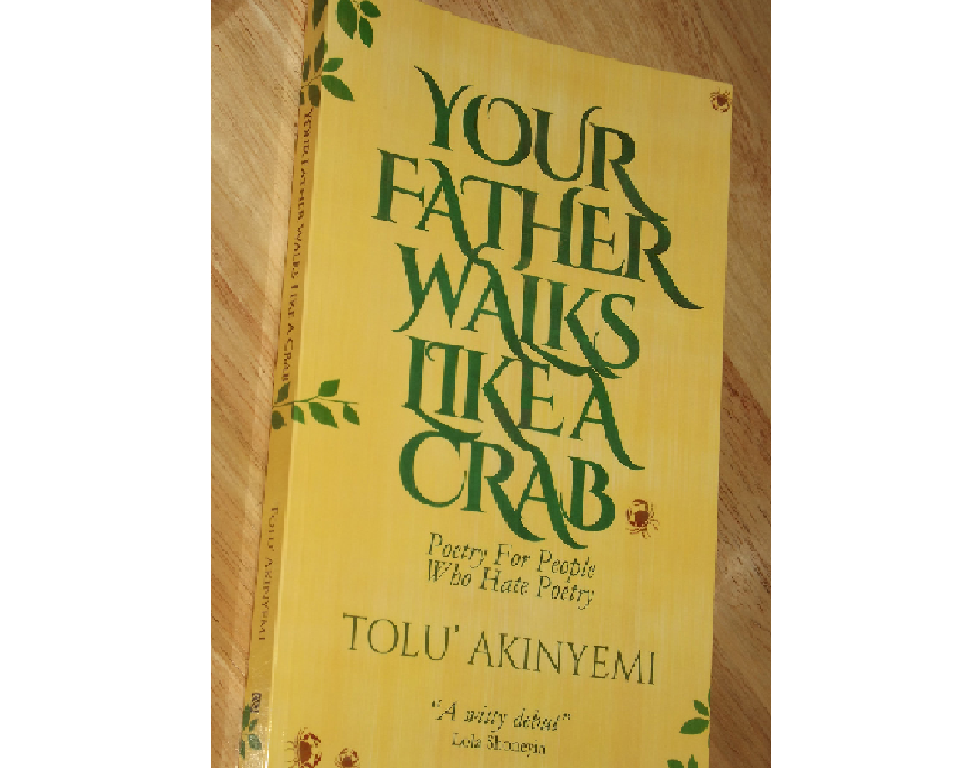 YOUR
FATHER
WALKS
LIKE A
CRAB
Poetry For People
Who Hate Poetry
TOLU' AKINYEMI
"A witty debut"
Lola Shoneyin
YOUR FATHER WALKS LIKE A CRAB
TOLU' AKINYEMI